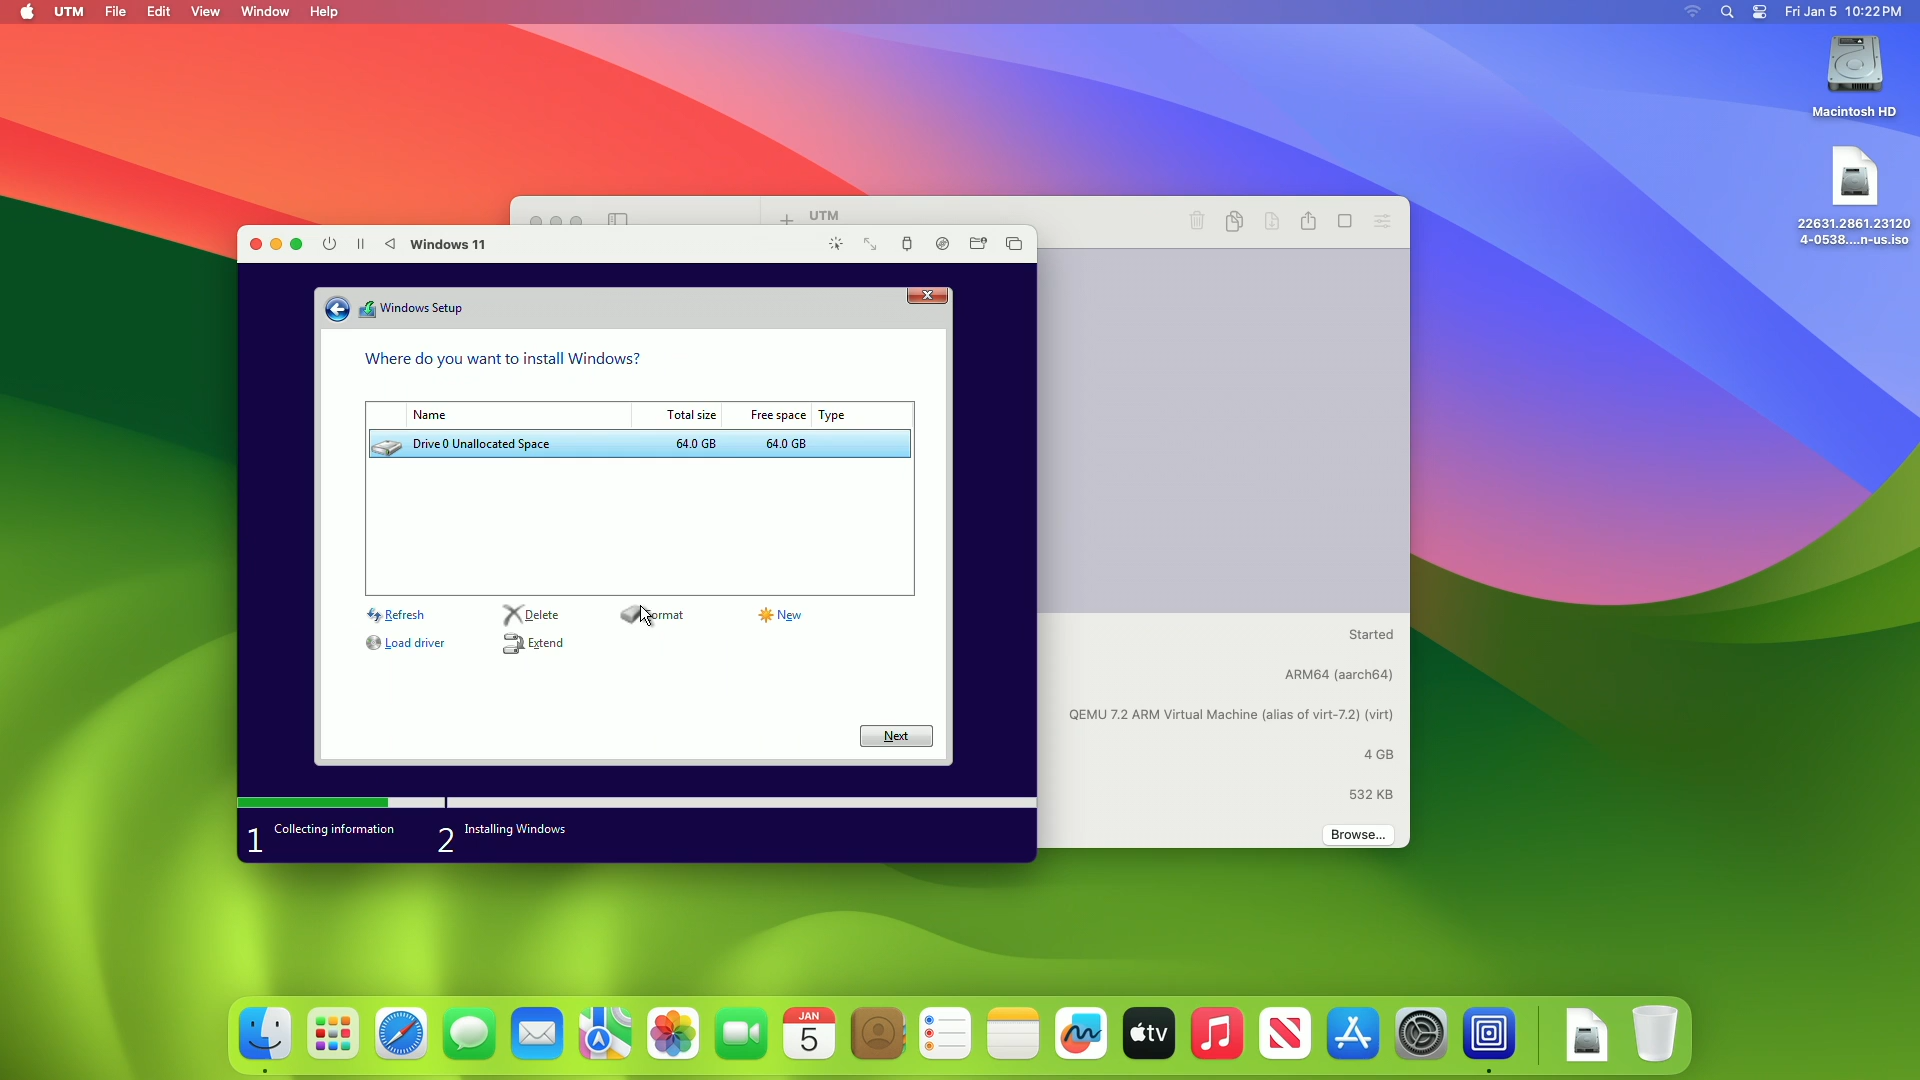 UTM File Edit View Window Help
Fri Jan 5 10:22 PM
Macintosh HD
22631.2861.23120
4-0538....n-us.iso
UTM
Windows 11
Windows Setup
Where do you want to install Windows?
Name Total size Free space Type
Drive 0 Unallocated Space 64.0 GB 64.0 GB
Refresh Delete ormat New
Load driver Extend
Next
Started
ARM64 (aarch64)
QEMU 7.2 ARM Virtual Machine (alias of virt-7.2) (virt)
4 GB
532 KB
Browse...
1 Collecting information 2 Installing Windows
JAN
5
tv